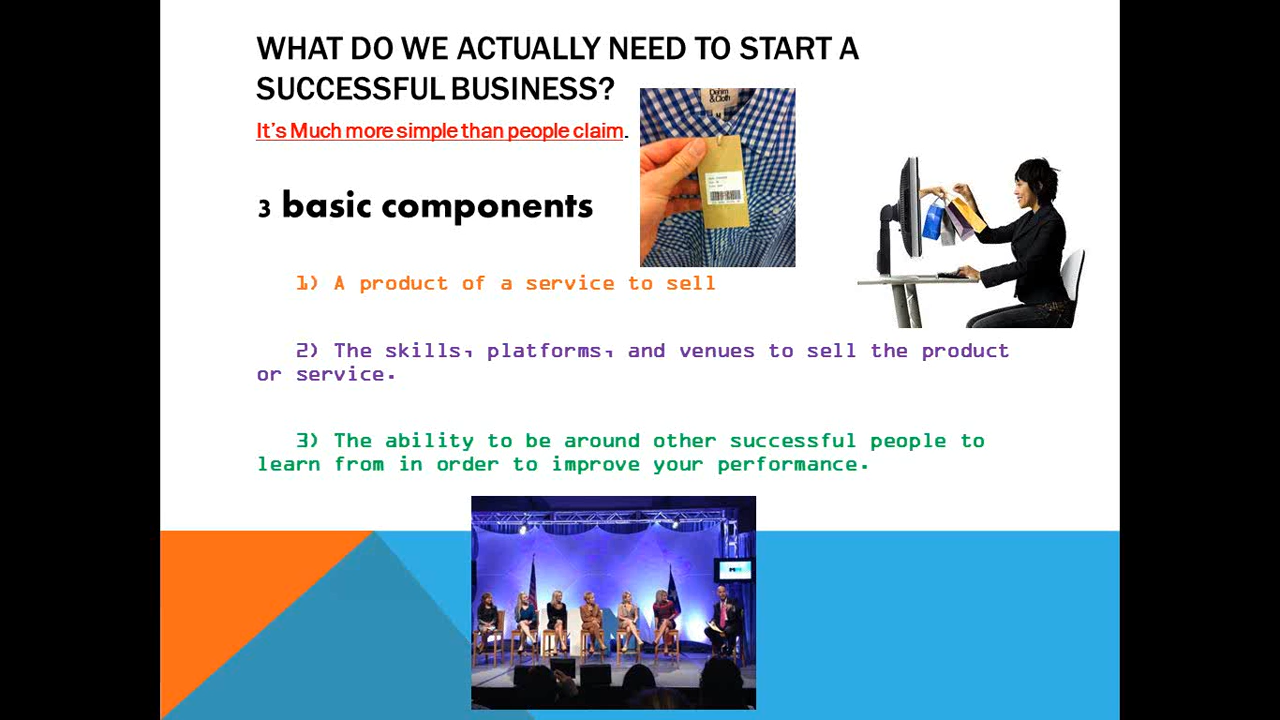 WHAT DO WE ACTUALLY NEED TO START A
SUCCESSFUL BUSINESS?
It's Much more simple than people claim.
Denim
&Cloth
M
3 basic components
1) A product of a service to sell
2) The skills, platforms, and venues to sell the product
or service.
3) The ability to be around other successful people to
learn from in order to improve your performance.